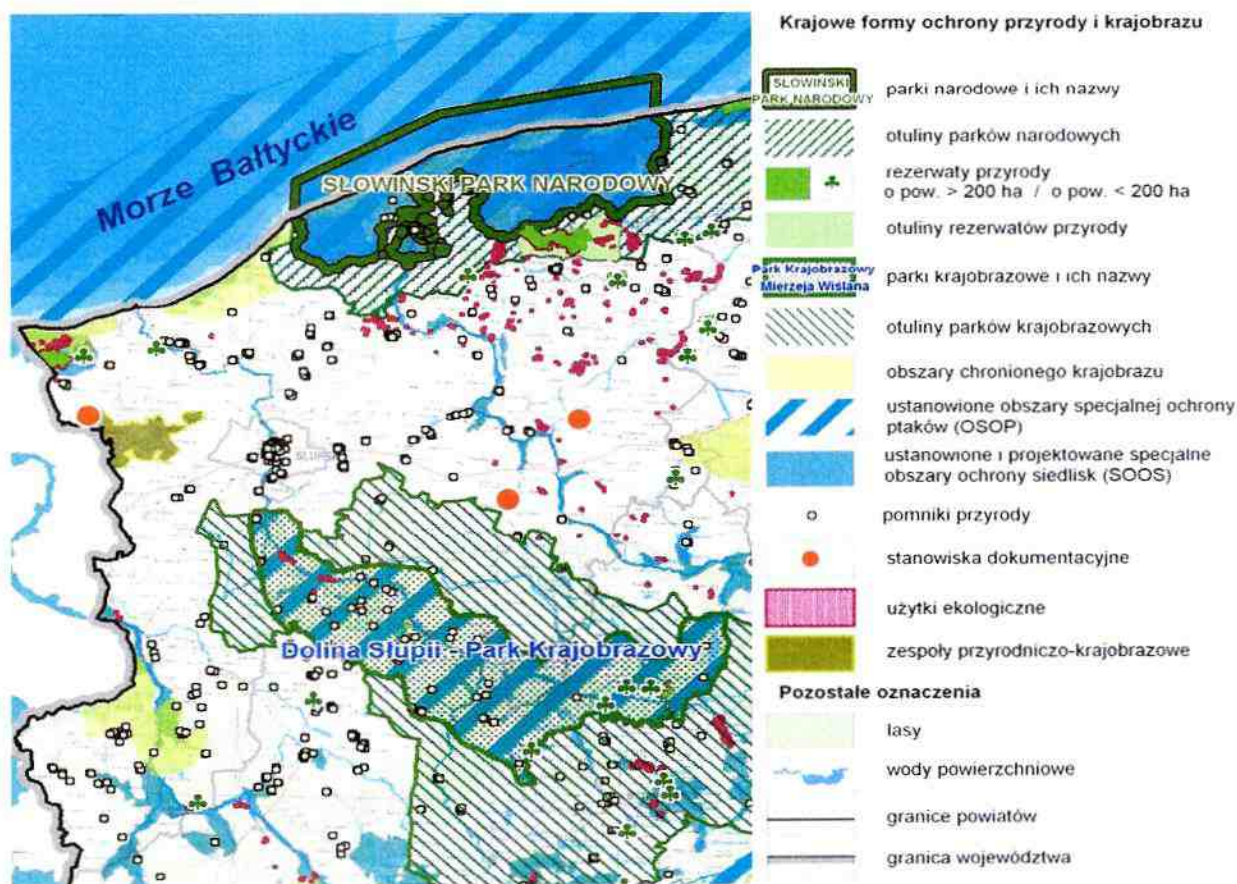 Morze Bałtyckie
SŁOWIŃSKI PARK NARODOWY
Dolina Słupii - Park Krajobrazowy
Krajowe formy ochrony przyrody i krajobrazu
SŁOWIŃSKI
PARK NARODOWY
parki narodowe i ich nazwy
otuliny parków narodowych
rezerwaty przyrody
o pow. > 200 ha / o pow. < 200 ha
otuliny rezerwatów przyrody
Park Krajobrazowy
Mierzeja Wiślana
parki krajobrazowe i ich nazwy
otuliny parków krajobrazowych
obszary chronionego krajobrazu
ustanowione obszary specjalnej ochrony
ptaków (OSOP)
ustanowione i projektowane specjalne
obszary ochrony siedlisk (SOOS)
pomniki przyrody
stanowiska dokumentacyjne
użytki ekologiczne
zespoły przyrodniczo-krajobrazowe
Pozostałe oznaczenia
lasy
wody powierzchniowe
granice powiatów
granica województwa